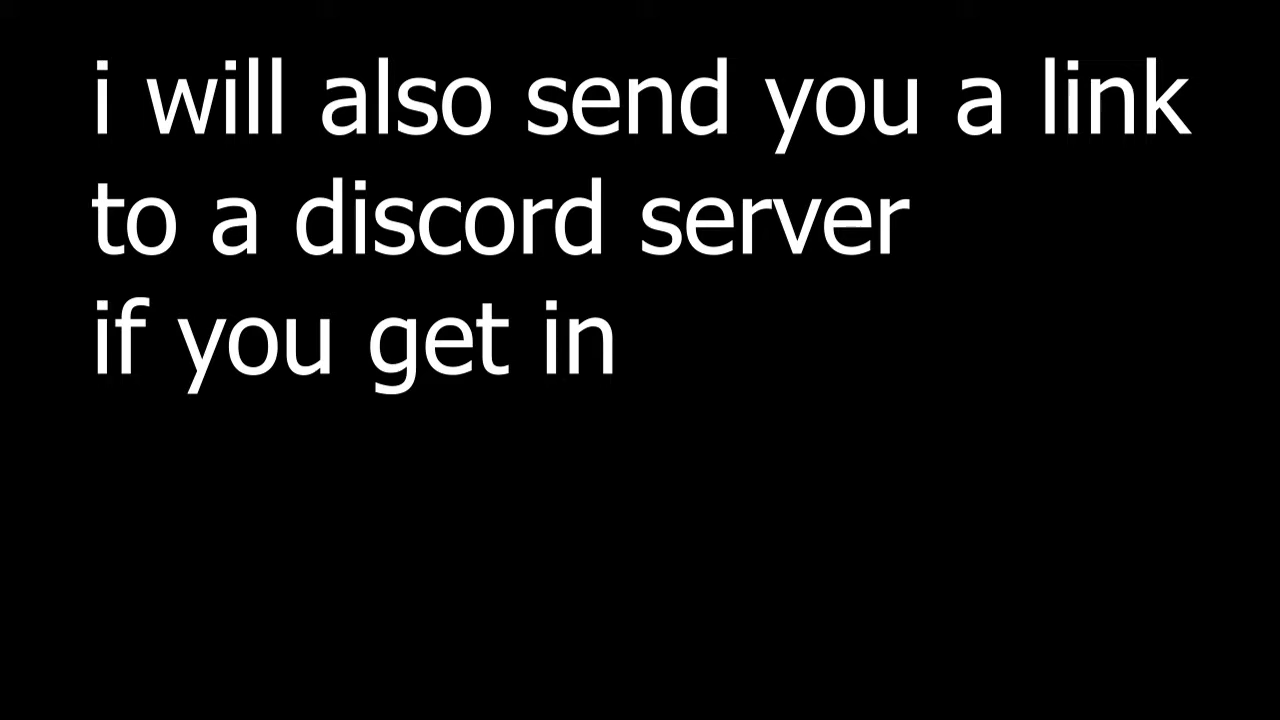 i will also send you a link
to a discord server
if you get in